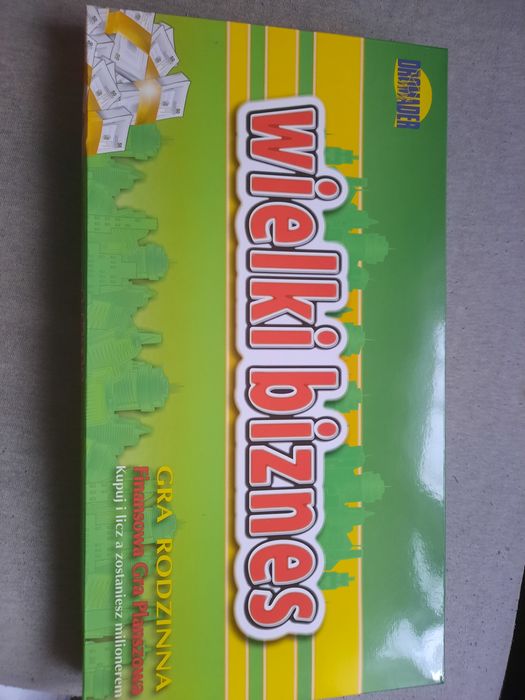 DROMADER
wielki biznes
GRA RODZINNA
Finansowa Gra Planszowa
Kupuj i licz a zostaniesz milionerem